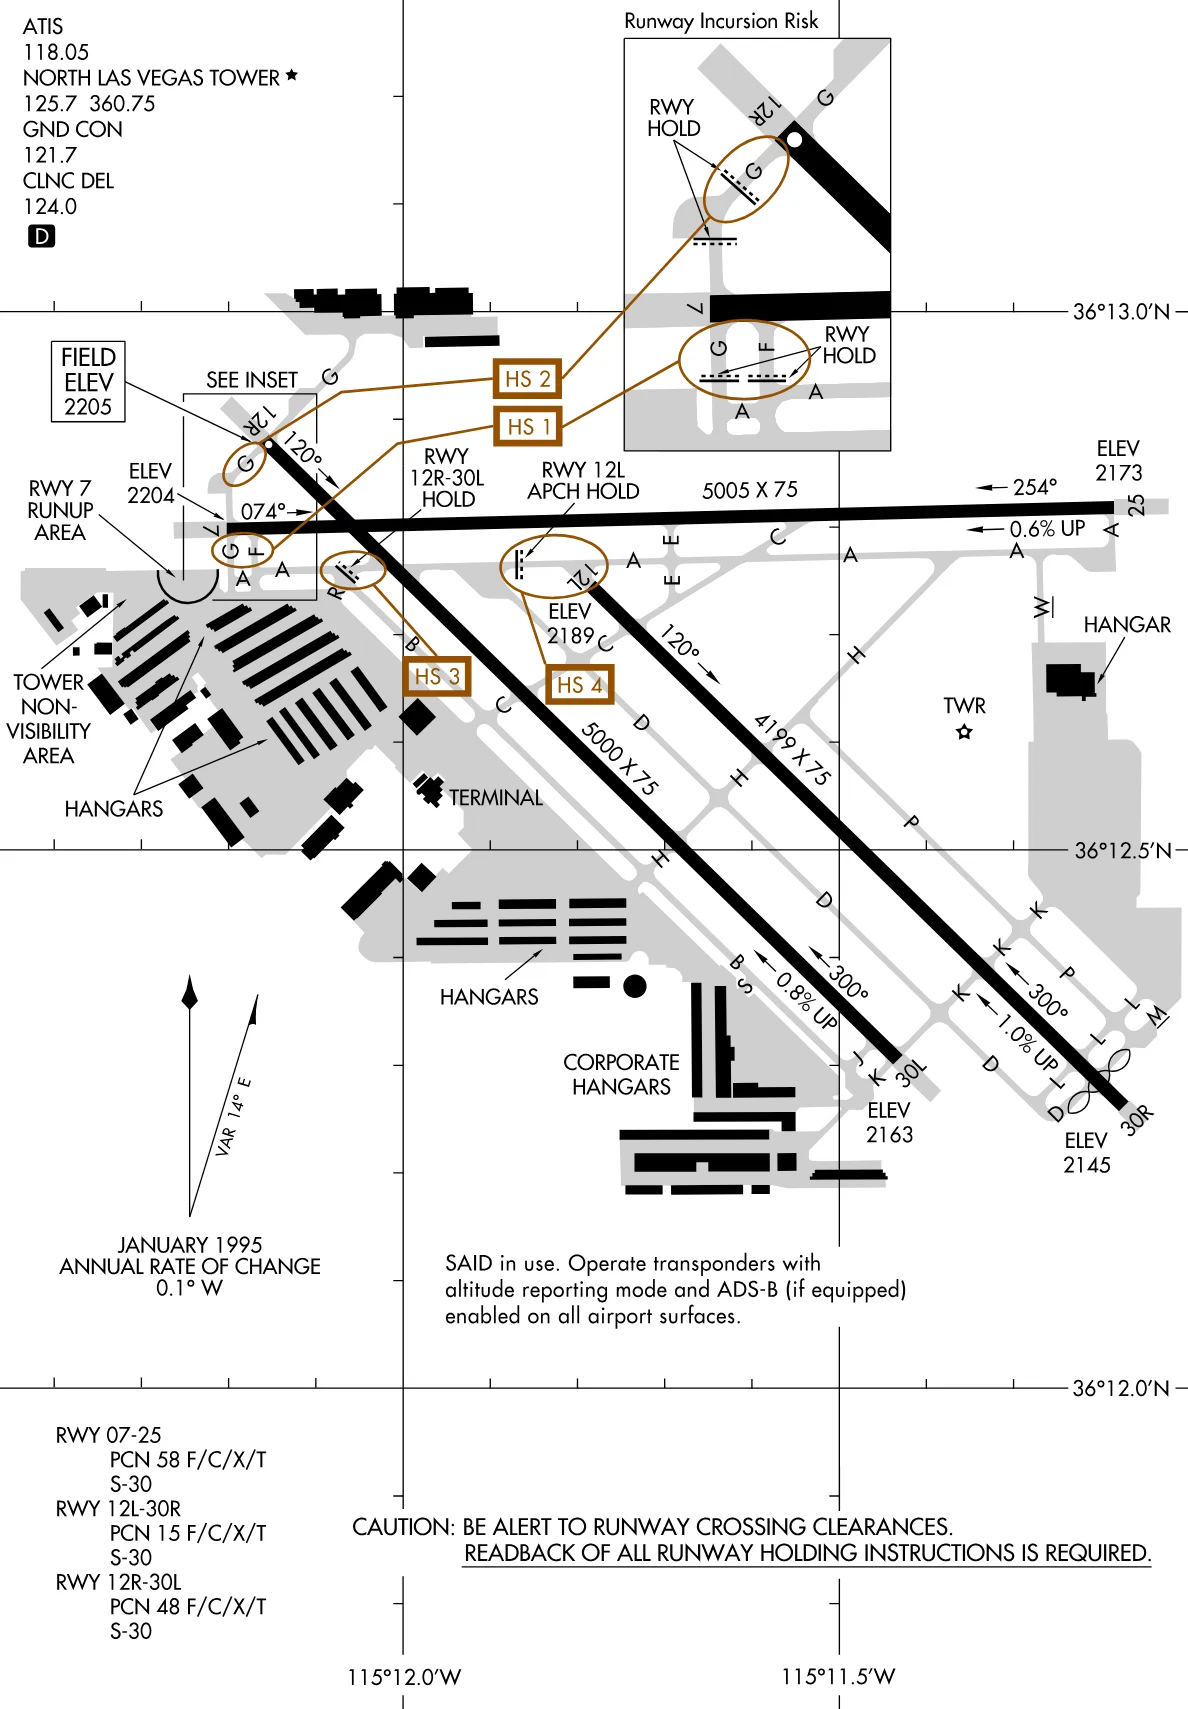 ATIS
118.05
NORTH LAS VEGAS TOWER ★
125.7 360.75
GND CON
121.7
CLNC DEL
124.0
D
Runway Incursion Risk
RWY
HOLD
12R
G
G
7
G
F
RWY
HOLD
A
A
36°13.0'N
FIELD
ELEV
2205
SEE INSET
G
HS 2
HS 1
12R
120°
G
ELEV
2204
RWY 7
RUNUP
AREA
7
074°
RWY
12R-30L
HOLD
RWY 12L
APCH HOLD
5005 X 75
254°
0.6% UP
ELEV
2173
25
G
F
A
A
R
A
E
E
C
A
A
A
12L
ELEV
2189
120°
C
B
HS 3
HS 4
W
HANGAR
H
TOWER
NON-
VISIBILITY
AREA
HANGARS
C
D
TWR
5000 X 75
4199 X 75
H
TERMINAL
P
36°12.5'N
H
D
K
K
HANGARS
B
S
0.8% UP
300°
K
300°
1.0% UP
P
L
M
L
CORPORATE
HANGARS
J
K
30L
ELEV
2163
D
L
D
30R
ELEV
2145
VAR 14° E
JANUARY 1995
ANNUAL RATE OF CHANGE
0.1° W
SAID in use. Operate transponders with
altitude reporting mode and ADS-B (if equipped)
enabled on all airport surfaces.
36°12.0'N
RWY 07-25
PCN 58 F/C/X/T
S-30
RWY 12L-30R
PCN 15 F/C/X/T
S-30
RWY 12R-30L
PCN 48 F/C/X/T
S-30
CAUTION: BE ALERT TO RUNWAY CROSSING CLEARANCES.
READBACK OF ALL RUNWAY HOLDING INSTRUCTIONS IS REQUIRED.
115°12.0'W
115°11.5'W